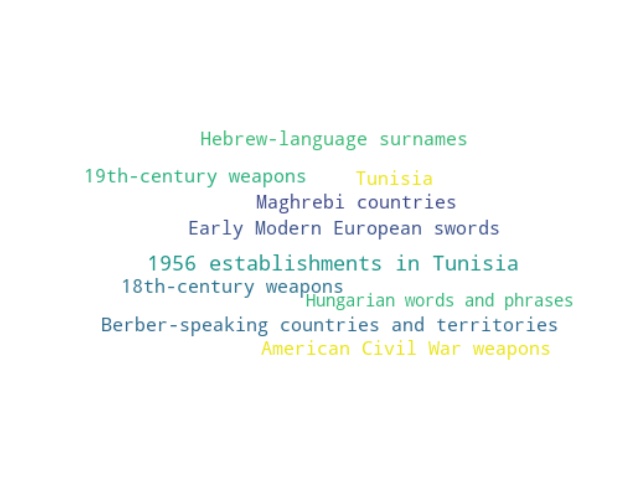 Hebrew-language surnames
19th-century weapons
Tunisia
Maghrebi countries
Early Modern European swords
1956 establishments in Tunisia
18th-century weapons
Hungarian words and phrases
Berber-speaking countries and territories
American Civil War weapons